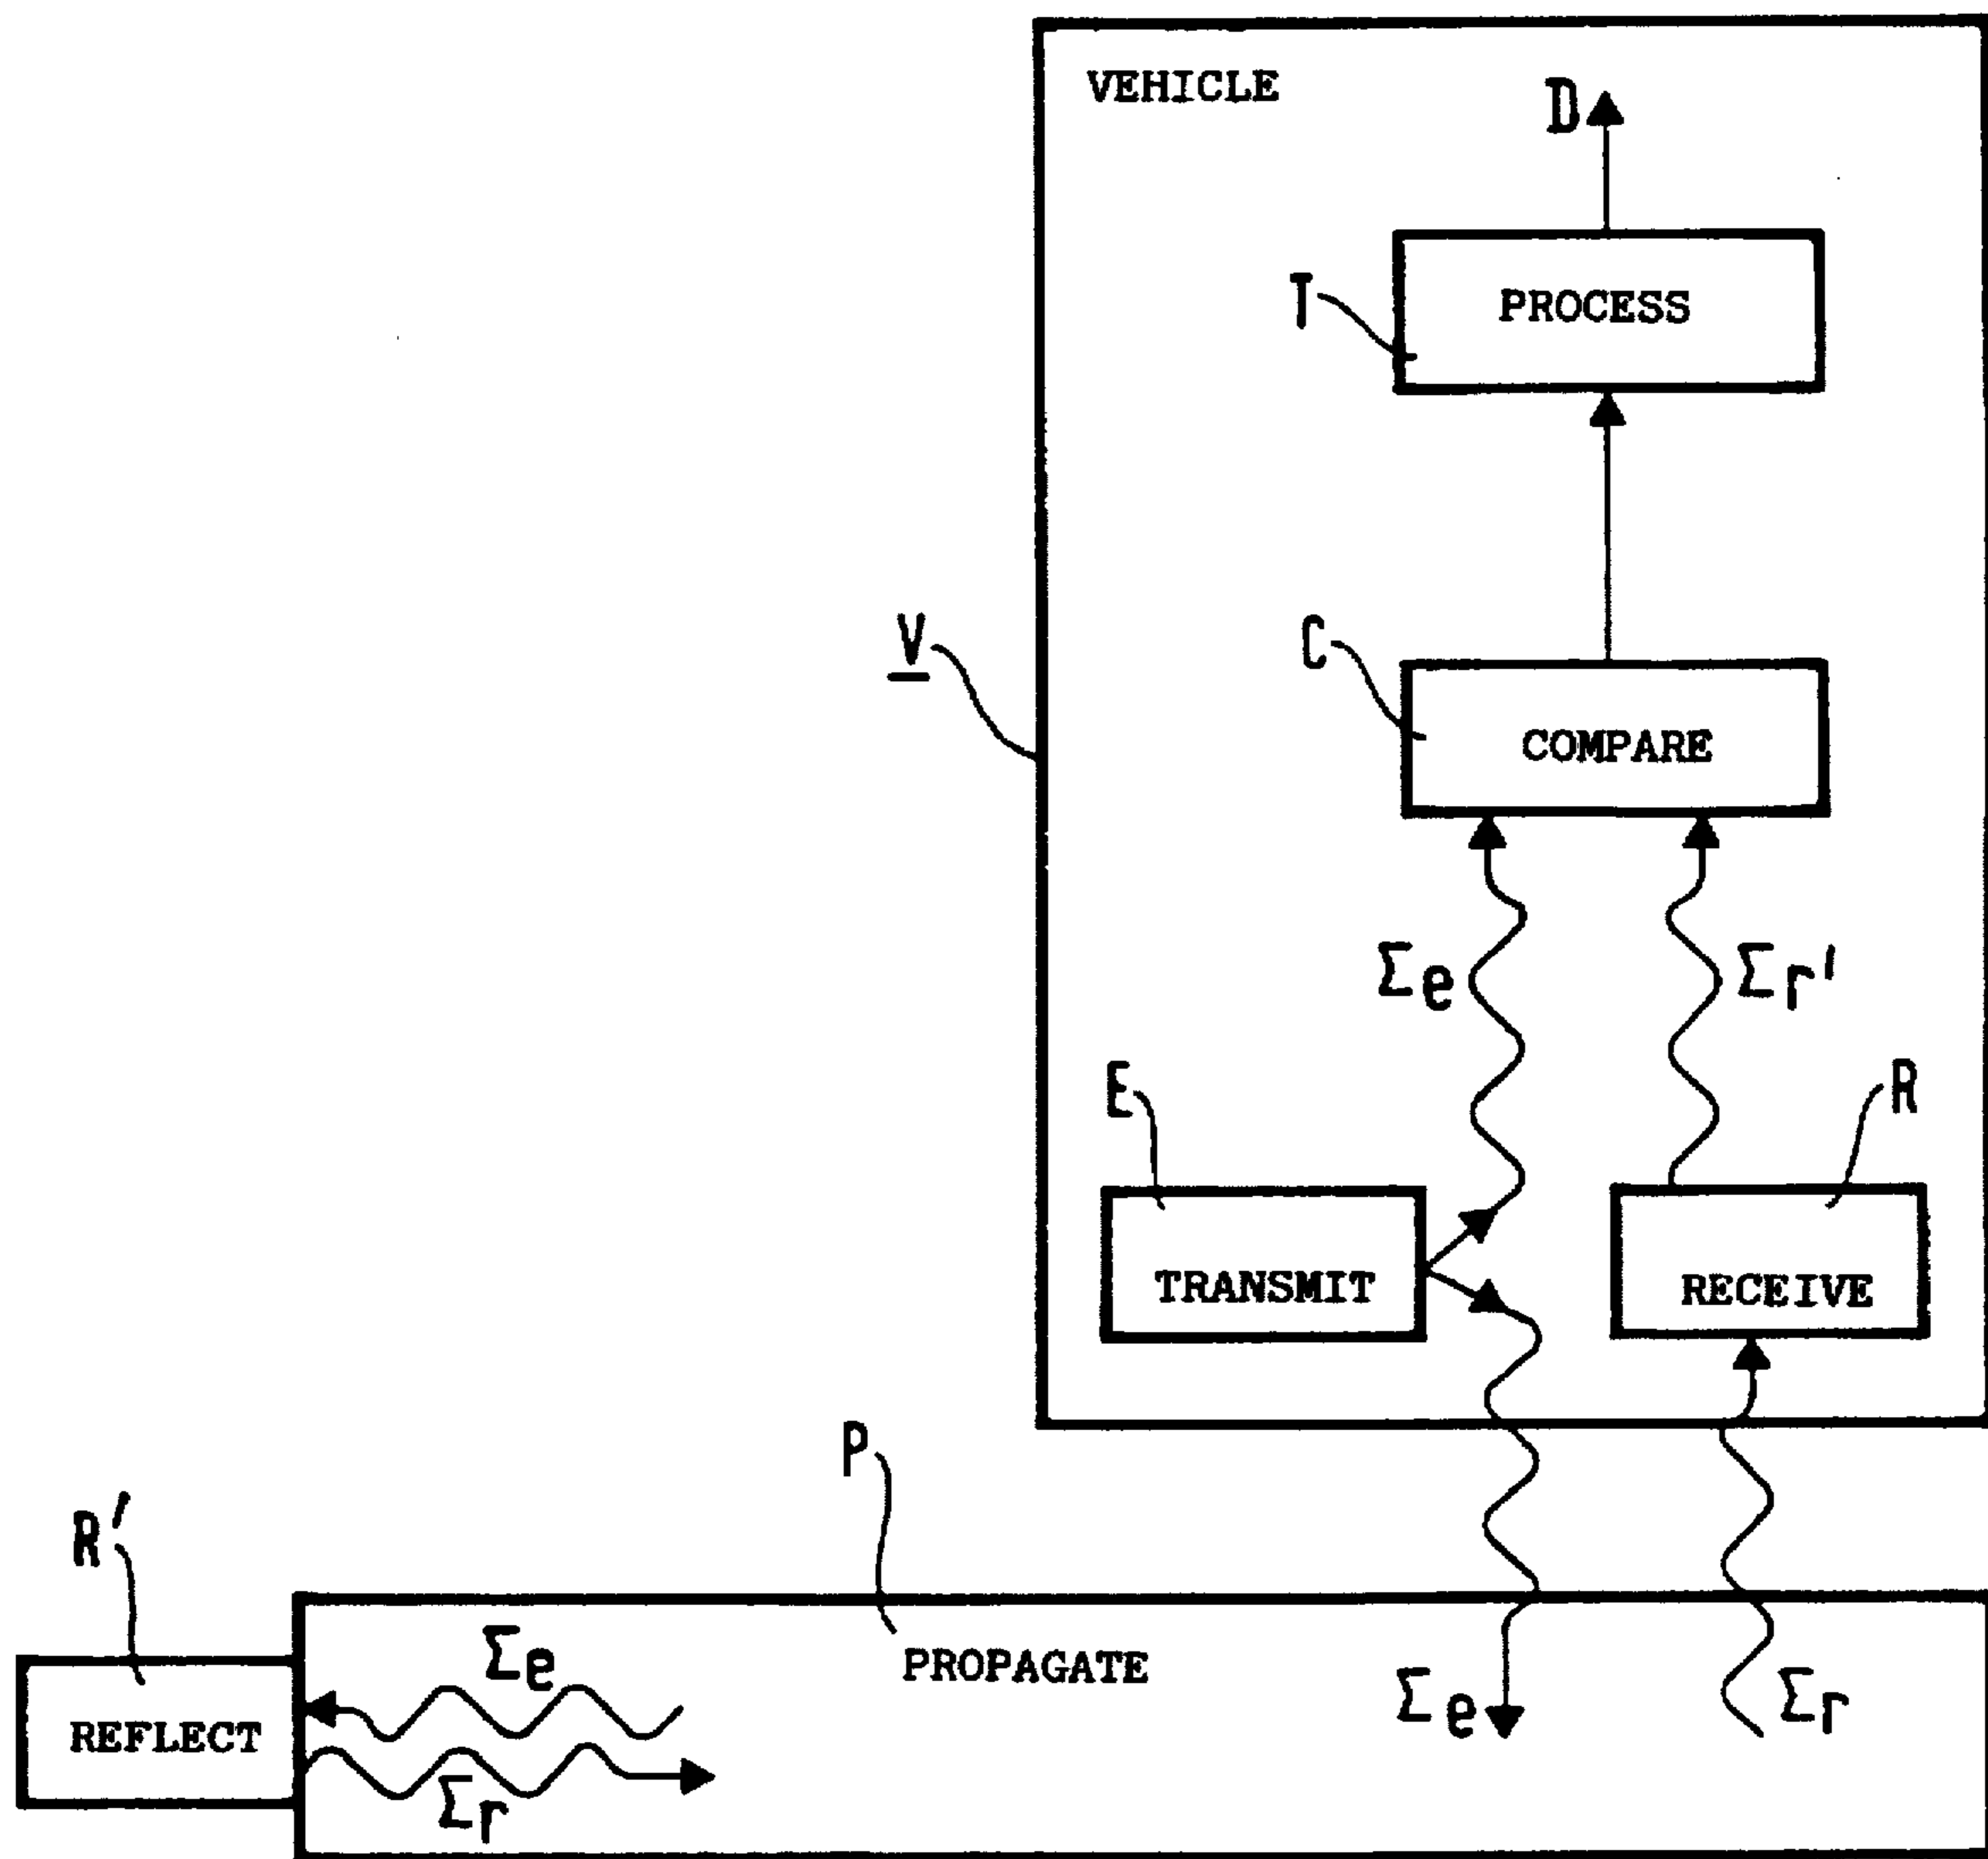 VEHICLE
D
T
PROCESS
V
C
COMPARE
Σe
Σr'
E
R
TRANSMIT
RECEIVE
P
R'
Σe
PROPAGATE
Σe
Σr
REFLECT
Σr